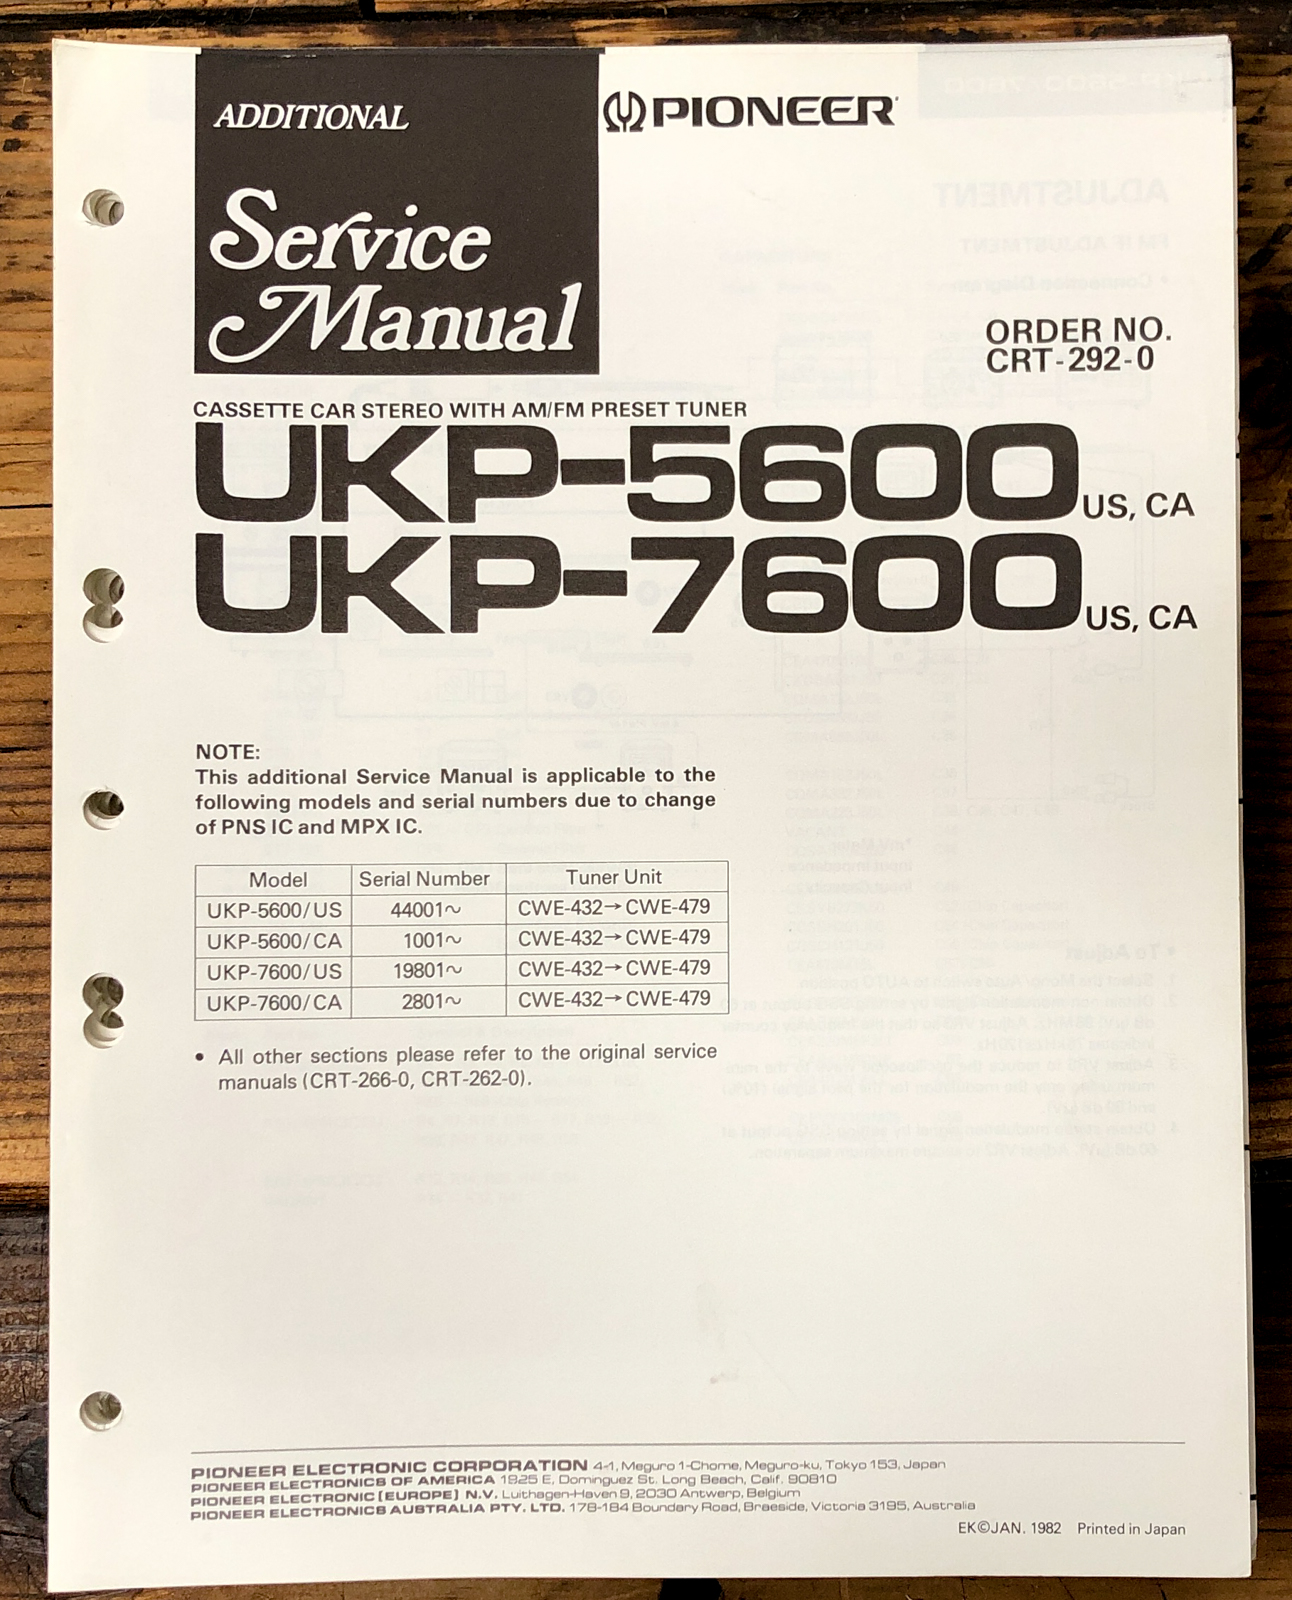 ADDITIONAL
Service
Manual
PIONEER
ORDER NO.
CRT-292-0
CASSETTE CAR STEREO WITH AM/FM PRESET TUNER
UKP-5600 US, CA
UKP-7600 US, CA
NOTE:
This additional Service Manual is applicable to the
following models and serial numbers due to change
of PNS IC and MPX IC.
Model Serial Number Tuner Unit
UKP-5600/US 44001~ CWE-432→CWE-479
UKP-5600/CA 1001~ CWE-432→CWE-479
UKP-7600/US 19801~ CWE-432→CWE-479
UKP-7600/CA 2801~ CWE-432→CWE-479
• All other sections please refer to the original service
manuals (CRT-266-0, CRT-262-0).
PIONEER ELECTRONIC CORPORATION 4-1, Meguro 1-Chome, Meguro-ku, Tokyo 153, Japan
PIONEER ELECTRONICS OF AMERICA 1925 E, Dominguez St. Long Beach, Calif. 90810
PIONEER ELECTRONIC (EUROPE) N.V. Luithagen-Haven 9, 2030 Antwerp, Belgium
PIONEER ELECTRONICS AUSTRALIA PTY. LTD. 178-184 Boundary Road, Braeside, Victoria 3195, Australia
EK©JAN. 1982 Printed in Japan